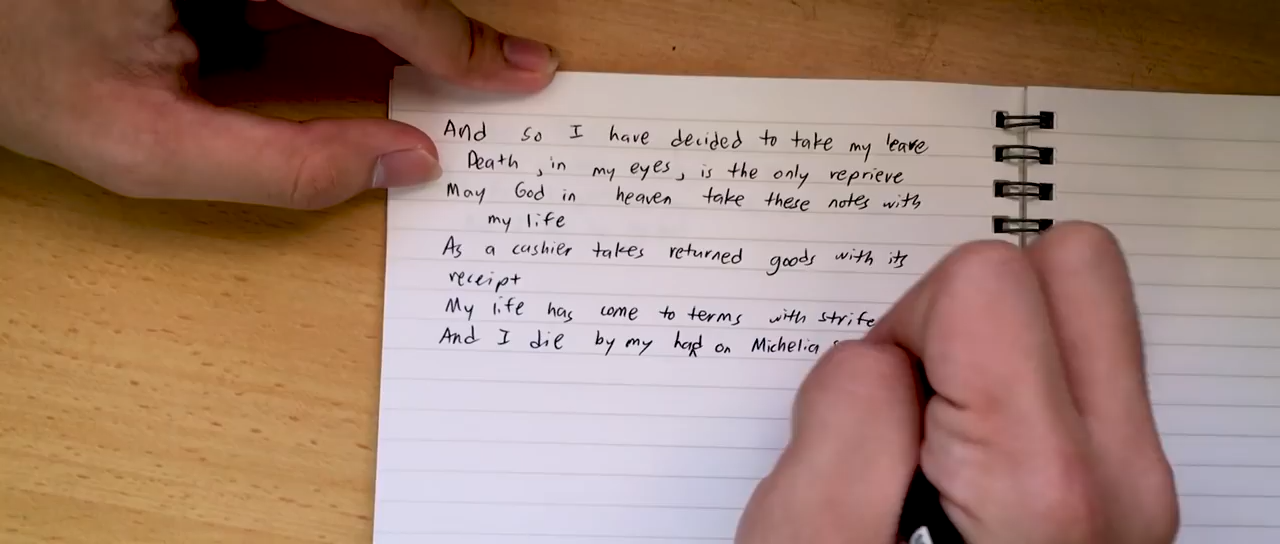 And so I have decided to take my leave
Death, in my eyes, is the only reprieve
May God in heaven take these notes with
my life
As a cashier takes returned goods with its
receipt
My life has come to terms with strife
And I die by my had on Michelia